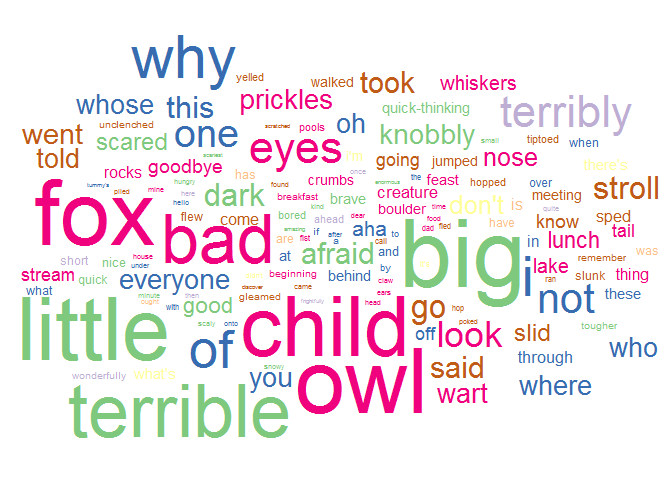 why
yelled
walked took whiskers
whose this prickles quick-thinking terribly
unclenched scratched pools
went scared one eyes oh knobbly small tiptoed when
told rocks goodbye has I'm going jumped nose there's
scarest once
tummy's piled mine hungry here found breakfast crumbs feast enormous hopped over stroll
fox bad dark hello kind brave creature don't is meeting
flew come bored amazing ahead dear boulder time quite know sped
are fist a call food dad fled have in lunch tail
short nice house under at afraid and the big i was
stream quick everyone beginning behind by claw ran lake slunk remember thing
what minute ought then gleamed discover came ears not these
little with good rightfully head child go hop
scaly onto of off poked look slid tougher
through who
wonderfully what's snowy you owl said where
terrible wart
after if aha to